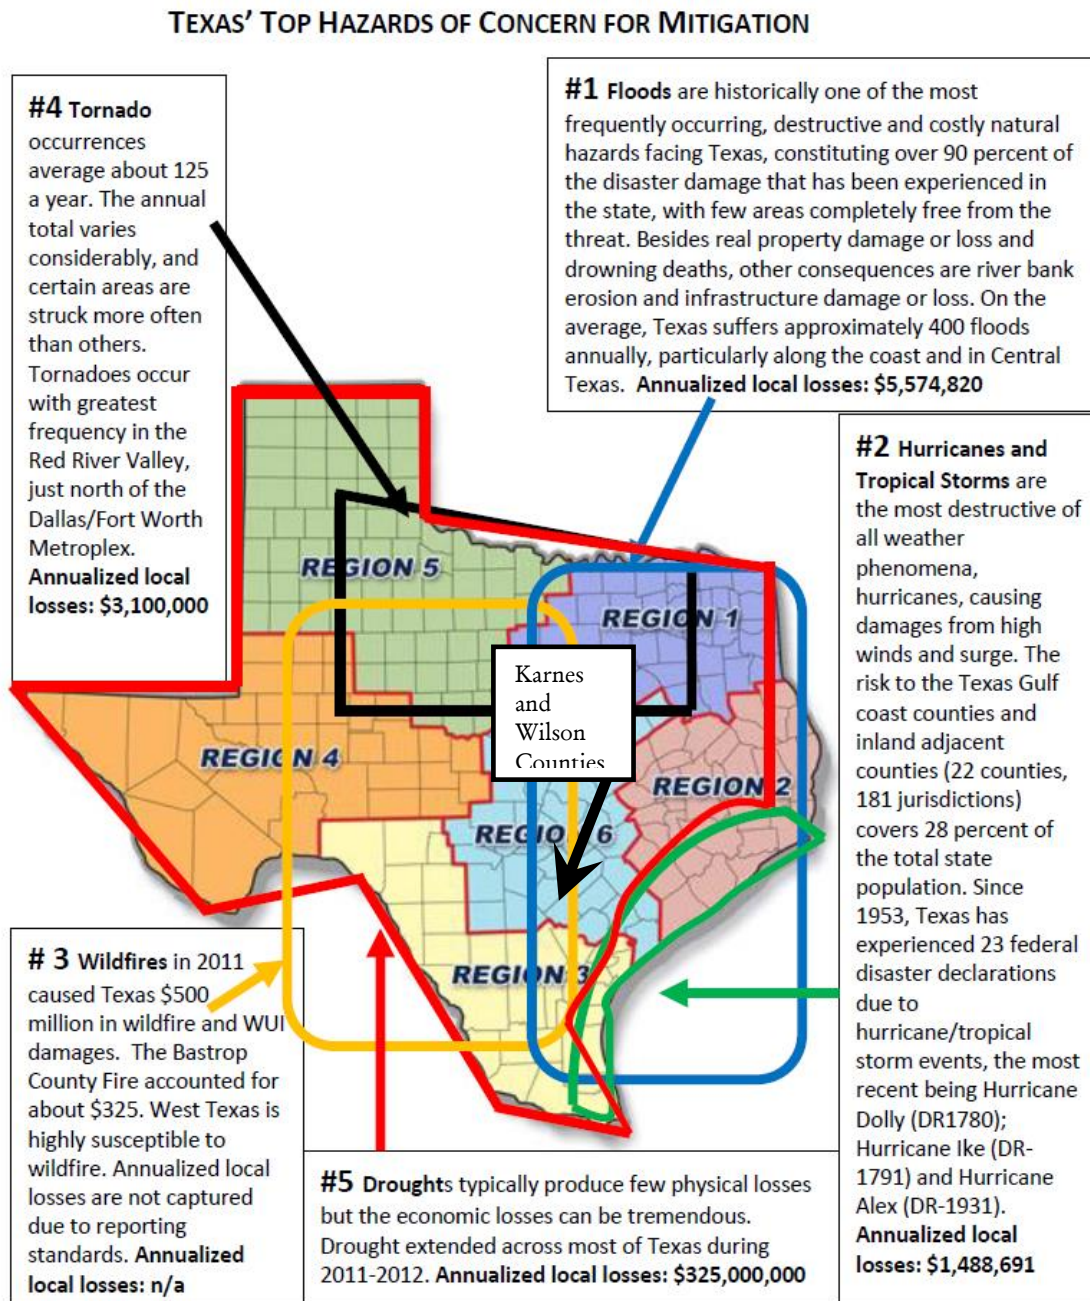 TEXAS' TOP HAZARDS OF CONCERN FOR MITIGATION
#4 Tornado
occurrences
average about 125
a year. The annual
total varies
considerably, and
certain areas are
struck more often
than others.
Tornadoes occur
with greatest
frequency in the
Red River Valley,
just north of the
Dallas/Fort Worth
Metroplex.
Annualized local
losses: $3,100,000
#1 Floods are historically one of the most
frequently occurring, destructive and costly natural
hazards facing Texas, constituting over 90 percent of
the disaster damage that has been experienced in
the state, with few areas completely free from the
threat. Besides real property damage or loss and
drowning deaths, other consequences are river bank
erosion and infrastructure damage or loss. On the
average, Texas suffers approximately 400 floods
annually, particularly along the coast and in Central
Texas. Annualized local losses: $5,574,820
#2 Hurricanes and
Tropical Storms are
the most destructive of
all weather
phenomena,
hurricanes, causing
damages from high
winds and surge. The
risk to the Texas Gulf
coast counties and
inland adjacent
counties (22 counties,
181 jurisdictions)
covers 28 percent of
the total state
population. Since
1953, Texas has
experienced 23 federal
disaster declarations
due to
hurricane/tropical
storm events, the most
recent being Hurricane
Dolly (DR1780);
Hurricane Ike (DR-
1791) and Hurricane
Alex (DR-1931).
Annualized local
losses: $1,488,691
REGION 5
REGION 1
Karnes
and
Wilson
Counties
REGION 4
REGION 2
REGION 6
REGION 3
# 3 Wildfires in 2011
caused Texas $500
million in wildfire and WUI
damages. The Bastrop
County Fire accounted for
about $325. West Texas is
highly susceptible to
wildfire. Annualized local
losses are not captured
due to reporting
standards. Annualized
local losses: n/a
#5 Droughts typically produce few physical losses
but the economic losses can be tremendous.
Drought extended across most of Texas during
2011-2012. Annualized local losses: $325,000,000